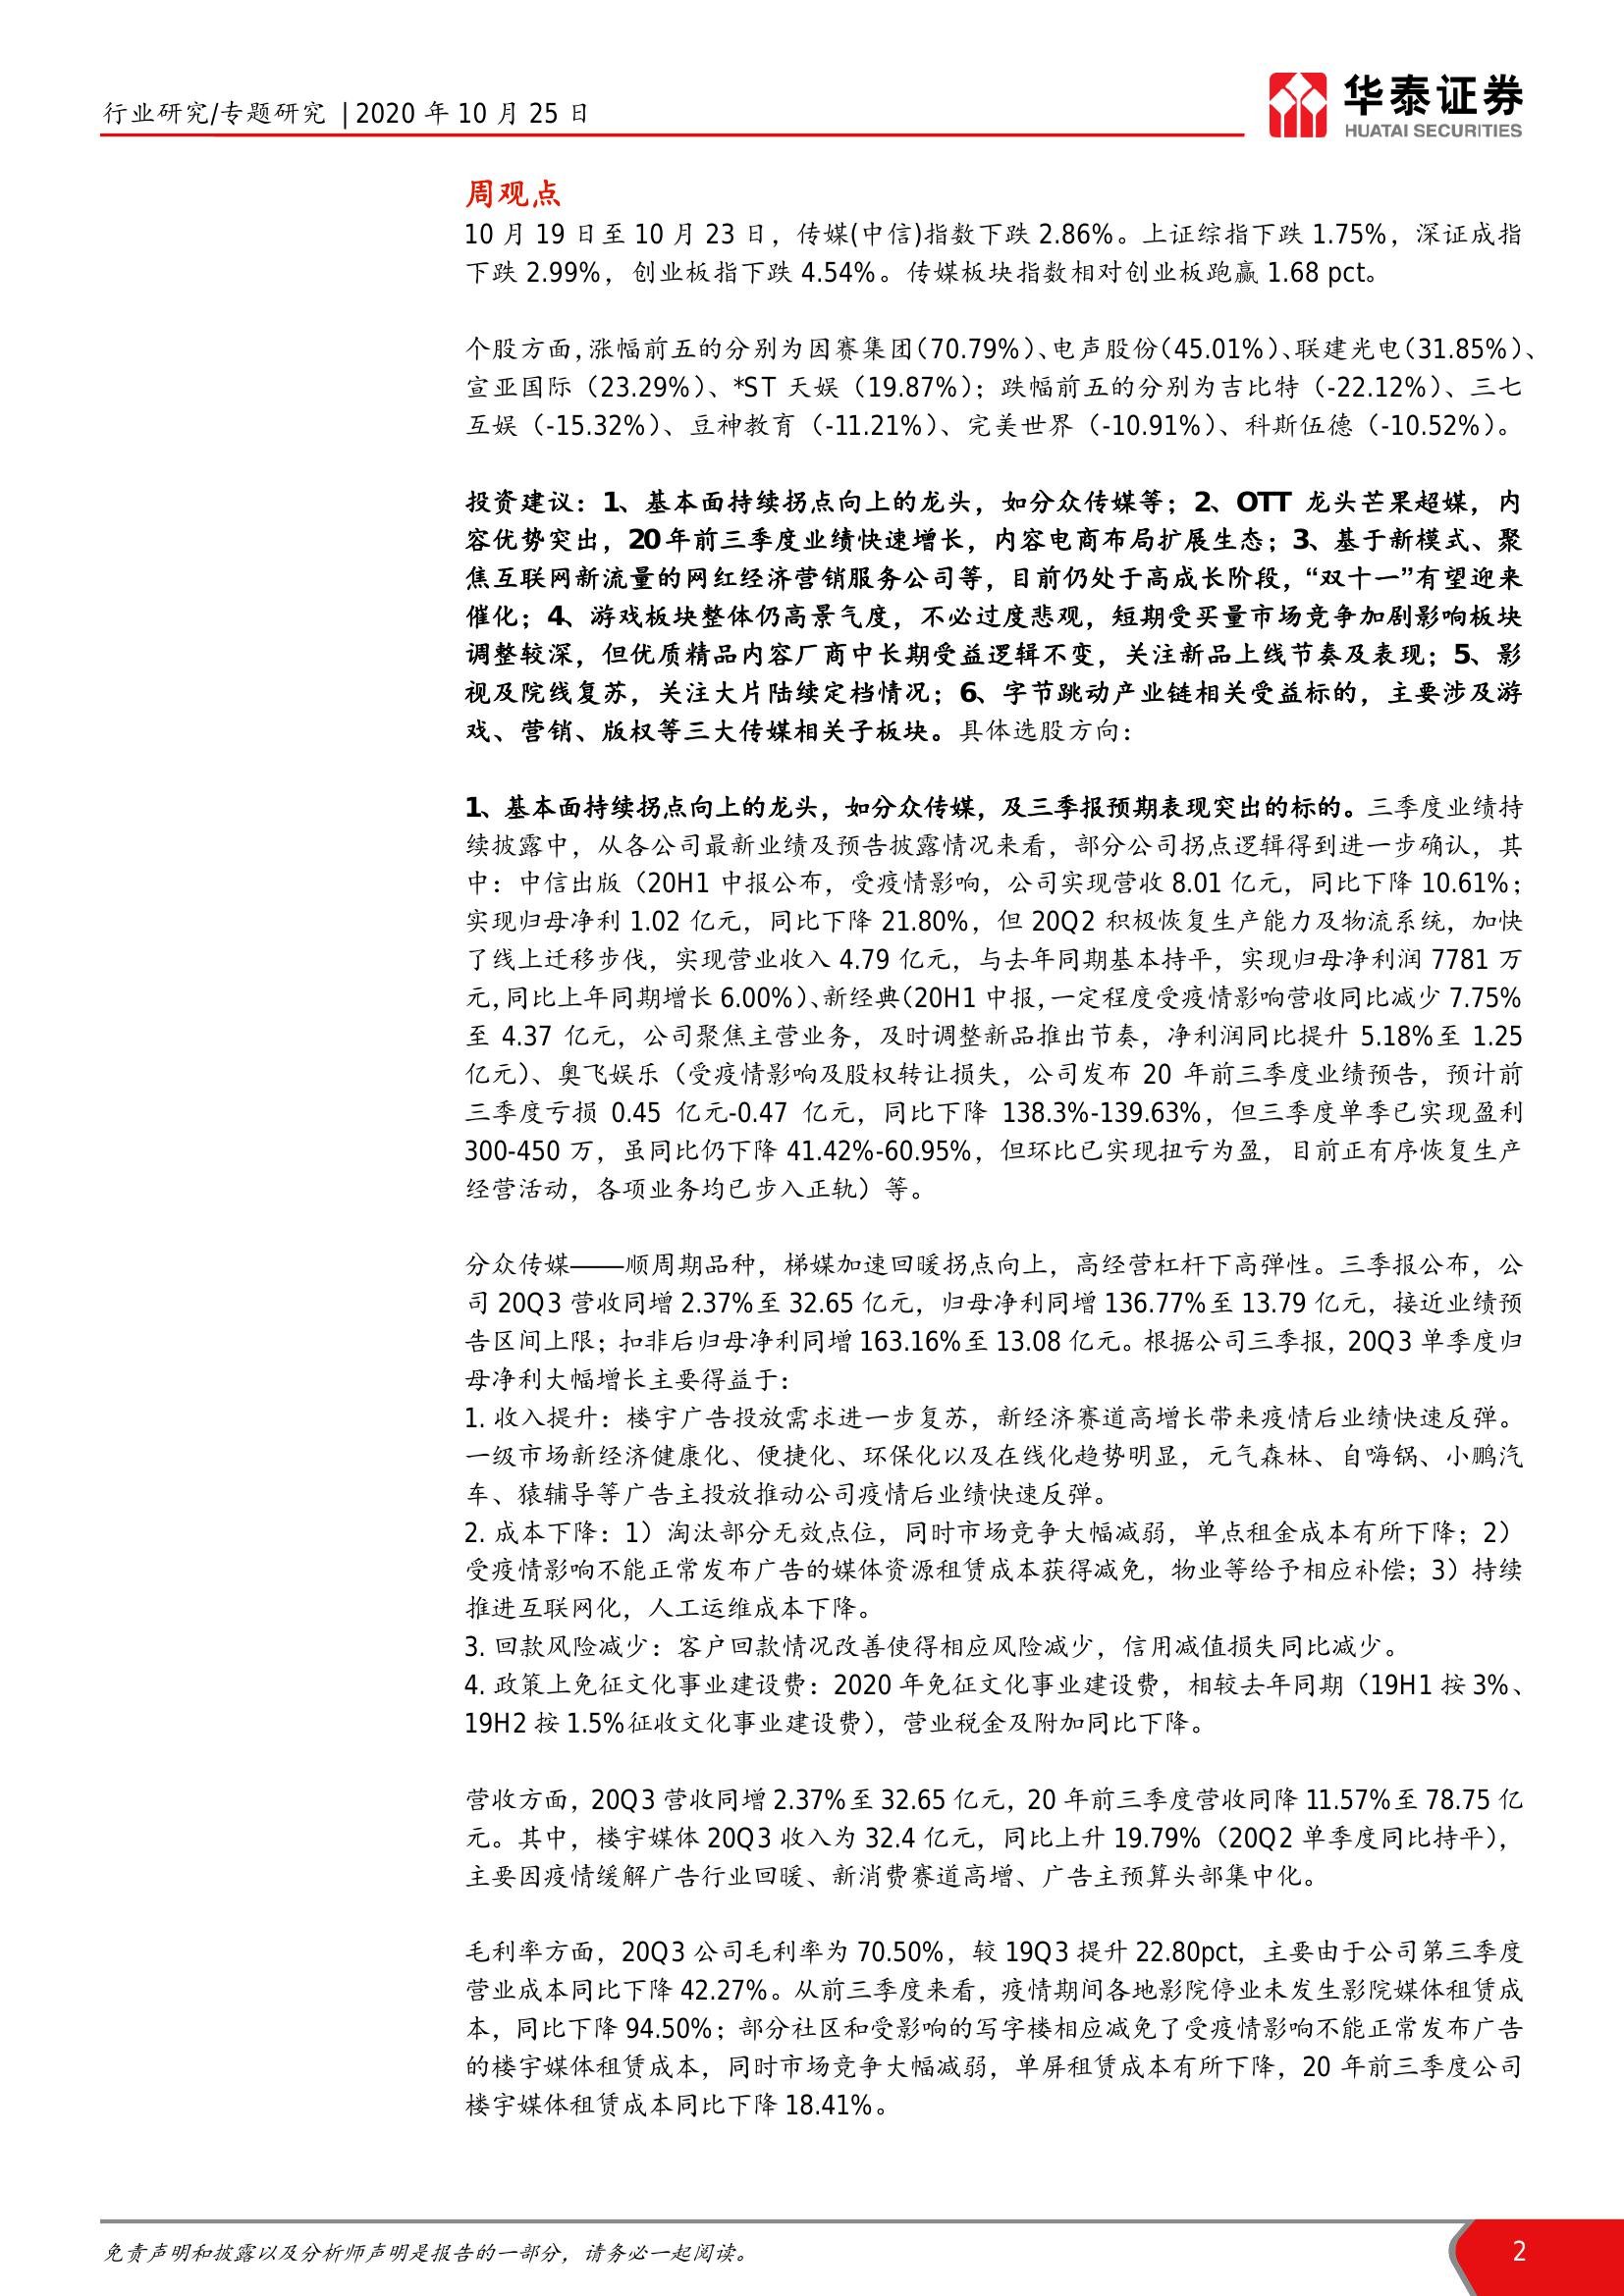 行业研究/专题研究 | 2020 年 10 月 25 日
华泰证券
HUATAI SECURITIES
周观点
10 月 19 日至 10 月 23 日，传媒(中信)指数下跌 2.86%。上证综指下跌 1.75%，深证成指
下跌 2.99%，创业板指下跌 4.54%。传媒板块指数相对创业板跑赢 1.68 pct。
个股方面，涨幅前五的分别为因赛集团（70.79%）、电声股份（45.01%）、联建光电（31.85%）、
宣亚国际（23.29%）、*ST 天娱（19.87%）；跌幅前五的分别为吉比特（-22.12%）、三七
互娱（-15.32%）、豆神教育（-11.21%）、完美世界（-10.91%）、科斯伍德（-10.52%）。
投资建议：1、基本面持续拐点向上的龙头，如分众传媒等；2、OTT 龙头芒果超媒，内
容优势突出，20 年前三季度业绩快速增长，内容电商布局扩展生态；3、基于新模式、聚
焦互联网新流量的网红经济营销服务公司等，目前仍处于高成长阶段，“双十一”有望迎来
催化；4、游戏板块整体仍高景气度，不必过度悲观，短期受买量市场竞争加剧影响板块
调整较深，但优质精品内容厂商中长期受益逻辑不变，关注新品上线节奏及表现；5、影
视及院线复苏，关注大片陆续定档情况；6、字节跳动产业链相关受益标的，主要涉及游
戏、营销、版权等三大传媒相关子板块。具体选股方向：
1、基本面持续拐点向上的龙头，如分众传媒，及三季报预期表现突出的标的。三季度业绩持
续披露中，从各公司最新业绩及预告披露情况来看，部分公司拐点逻辑得到进一步确认，其
中：中信出版（20H1 中报公布，受疫情影响，公司实现营收 8.01 亿元，同比下降 10.61%；
实现归母净利 1.02 亿元，同比下降 21.80%，但 20Q2 积极恢复生产能力及物流系统，加快
了线上迁移步伐，实现营业收入 4.79 亿元，与去年同期基本持平，实现归母净利润 7781 万
元，同比上年同期增长 6.00%）、新经典（20H1 中报，一定程度受疫情影响营收同比减少 7.75%
至 4.37 亿元，公司聚焦主营业务，及时调整新品推出节奏，净利润同比提升 5.18%至 1.25
亿元）、奥飞娱乐（受疫情影响及股权转让损失，公司发布 20 年前三季度业绩预告，预计前
三季度亏损 0.45 亿元-0.47 亿元，同比下降 138.3%-139.63%，但三季度单季已实现盈利
300-450 万，虽同比仍下降 41.42%-60.95%，但环比已实现扭亏为盈，目前正有序恢复生产
经营活动，各项业务均已步入正轨）等。
分众传媒——顺周期品种，梯媒加速回暖拐点向上，高经营杠杆下高弹性。三季报公布，公
司 20Q3 营收同增 2.37%至 32.65 亿元，归母净利同增 136.77%至 13.79 亿元，接近业绩预
告区间上限；扣非后归母净利同增 163.16%至 13.08 亿元。根据公司三季报，20Q3 单季度归
母净利大幅增长主要得益于：
1. 收入提升：楼宇广告投放需求进一步复苏，新经济赛道高增长带来疫情后业绩快速反弹。
一级市场新经济健康化、便捷化、环保化以及在线化趋势明显，元气森林、自嗨锅、小鹏汽
车、猿辅导等广告主投放推动公司疫情后业绩快速反弹。
2. 成本下降：1）淘汰部分无效点位，同时市场竞争大幅减弱，单点租金成本有所下降；2）
受疫情影响不能正常发布广告的媒体资源租赁成本获得减免，物业等给予相应补偿；3）持续
推进互联网化，人工运维成本下降。
3. 回款风险减少：客户回款情况改善使得相应风险减少，信用减值损失同比减少。
4. 政策上免征文化事业建设费：2020 年免征文化事业建设费，相较去年同期（19H1 按 3%、
19H2 按 1.5%征收文化事业建设费），营业税金及附加同比下降。
营收方面，20Q3 营收同增 2.37%至 32.65 亿元，20 年前三季度营收同降 11.57%至 78.75 亿
元。其中，楼宇媒体 20Q3 收入为 32.4 亿元，同比上升 19.79%（20Q2 单季度同比持平），
主要因疫情缓解广告行业回暖、新消费赛道高增、广告主预算头部集中化。
毛利率方面，20Q3 公司毛利率为 70.50%，较 19Q3 提升 22.80pct，主要由于公司第三季度
营业成本同比下降 42.27%。从前三季度来看，疫情期间各地影院停业未发生影院媒体租赁成
本，同比下降 94.50%；部分社区和受影响的写字楼相应减免了受疫情影响不能正常发布广告
的楼宇媒体租赁成本，同时市场竞争大幅减弱，单屏租赁成本有所下降，20 年前三季度公司
楼宇媒体租赁成本同比下降 18.41%。
免责声明和披露以及分析师声明是报告的一部分，请务必一起阅读。
2